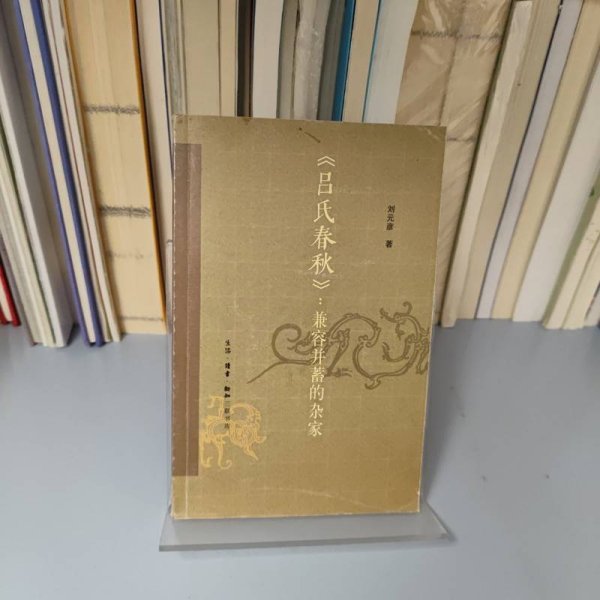 刘元彦 著
《吕氏春秋》:兼容并蓄的杂家
生活·读书·新知三联书店